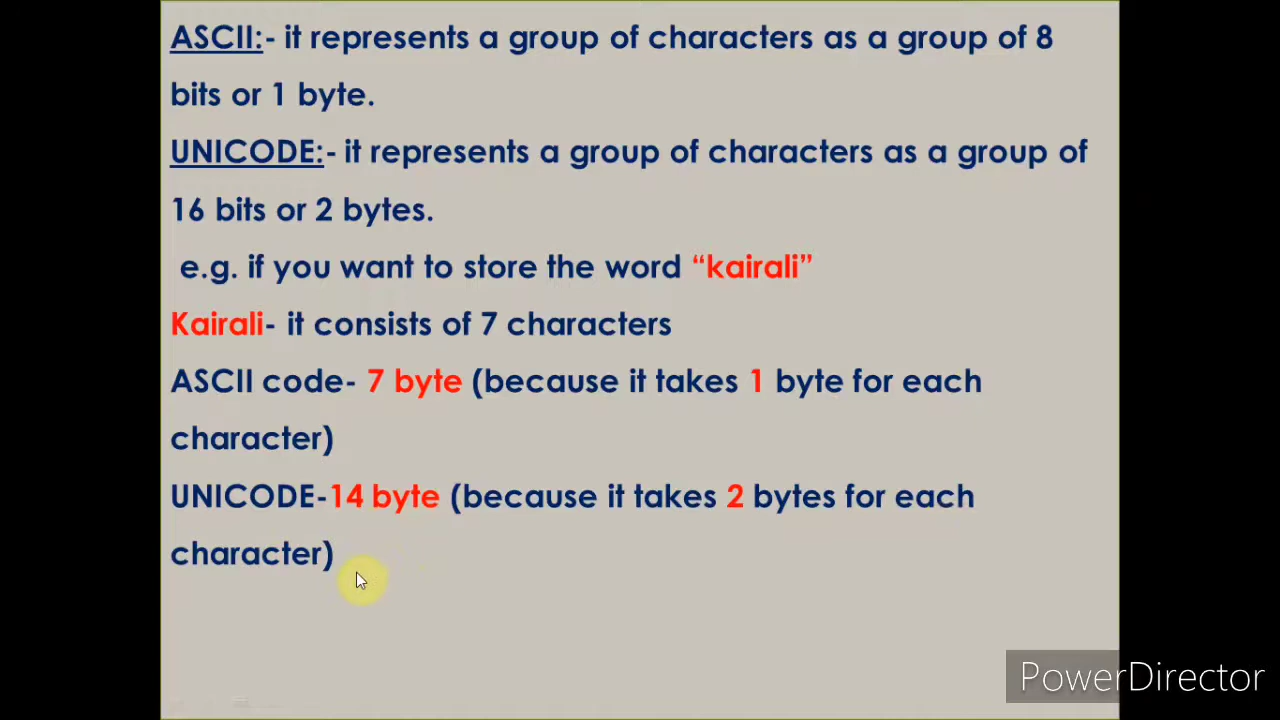 ASCII:- it represents a group of characters as a group of 8
bits or 1 byte.
UNICODE:- it represents a group of characters as a group of
16 bits or 2 bytes.
e.g. if you want to store the word “kairali”
Kairali- it consists of 7 characters
ASCII code- 7 byte (because it takes 1 byte for each
character)
UNICODE-14 byte (because it takes 2 bytes for each
character)
PowerDirector